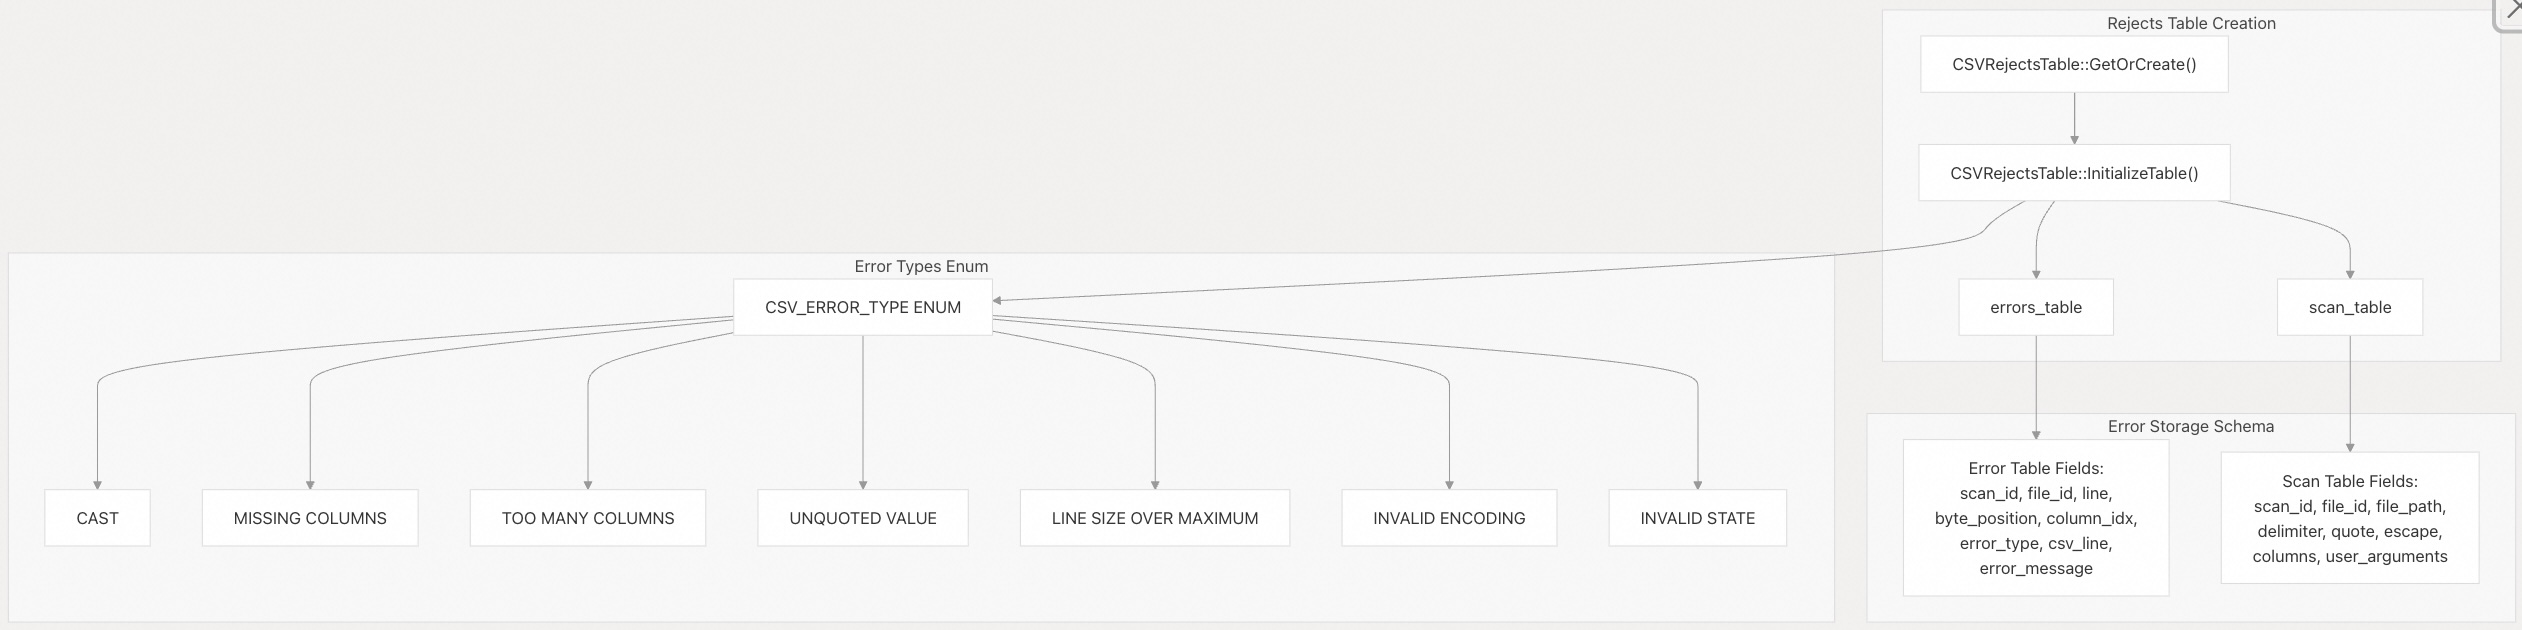 Rejects Table Creation
CSVRejectsTable::GetOrCreate()
CSVRejectsTable::InitializeTable()
errors_table
scan_table
Error Types Enum
CSV_ERROR_TYPE ENUM
CAST
MISSING COLUMNS
TOO MANY COLUMNS
UNQUOTED VALUE
LINE SIZE OVER MAXIMUM
INVALID ENCODING
INVALID STATE
Error Storage Schema
Error Table Fields:
scan_id, file_id, line,
byte_position, column_idx,
error_type, csv_line,
error_message
Scan Table Fields:
scan_id, file_id, file_path,
delimiter, quote, escape,
columns, user_arguments